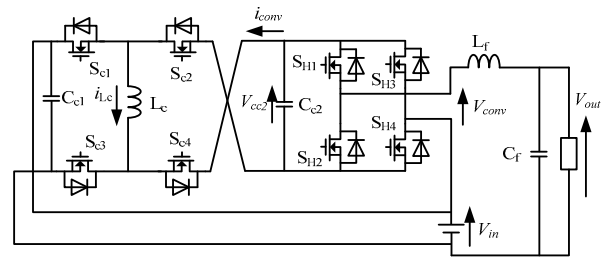 i_conv
S_c1
S_c2
S_H1
S_H3
L_f
C_c1
i_Lc
L_c
V_cc2
C_c2
V_conv
V_out
S_c3
S_c4
S_H4
S_H2
C_f
V_in